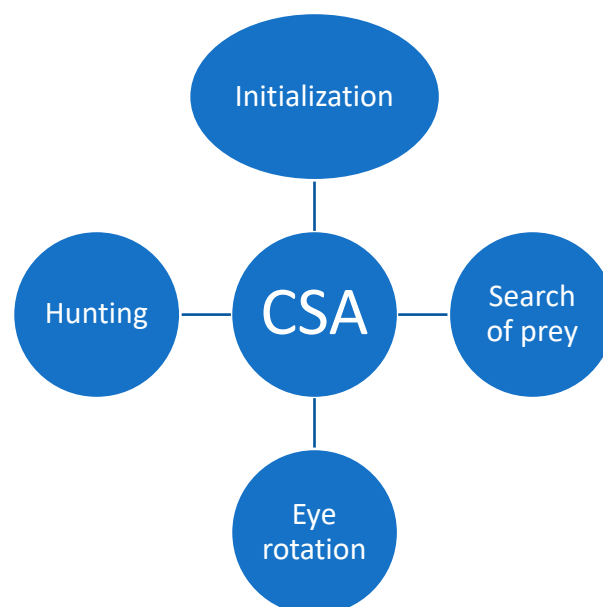 Initialization
Hunting
CSA
Search
of prey
Eye
rotation